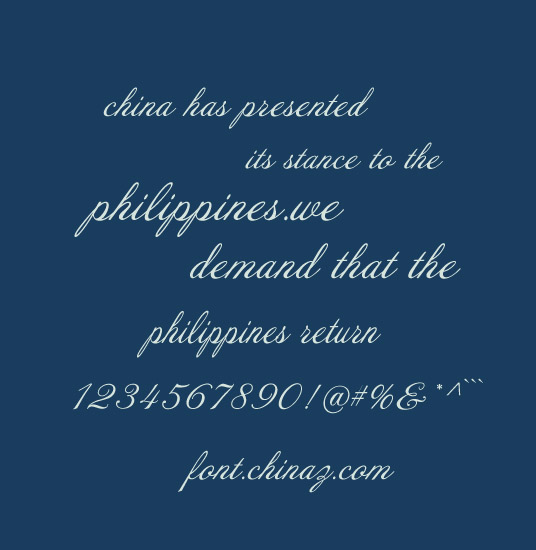 china has presented
its stance to the
philippines.we
demand that the
philippines return
1234567890!@#%&*^```
font.chinaz.com